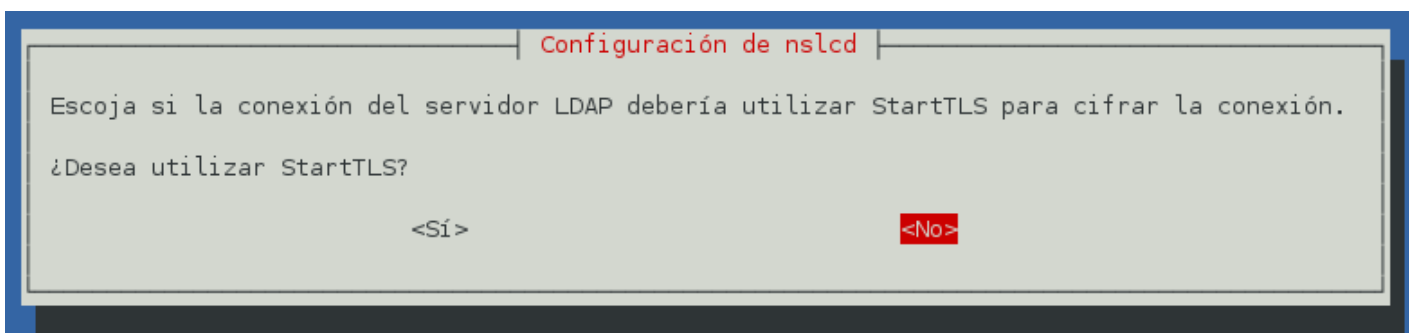 Configuración de nslcd
Escoja si la conexión del servidor LDAP debería utilizar StartTLS para cifrar la conexión.
¿Desea utilizar StartTLS?
<Sí> <No>